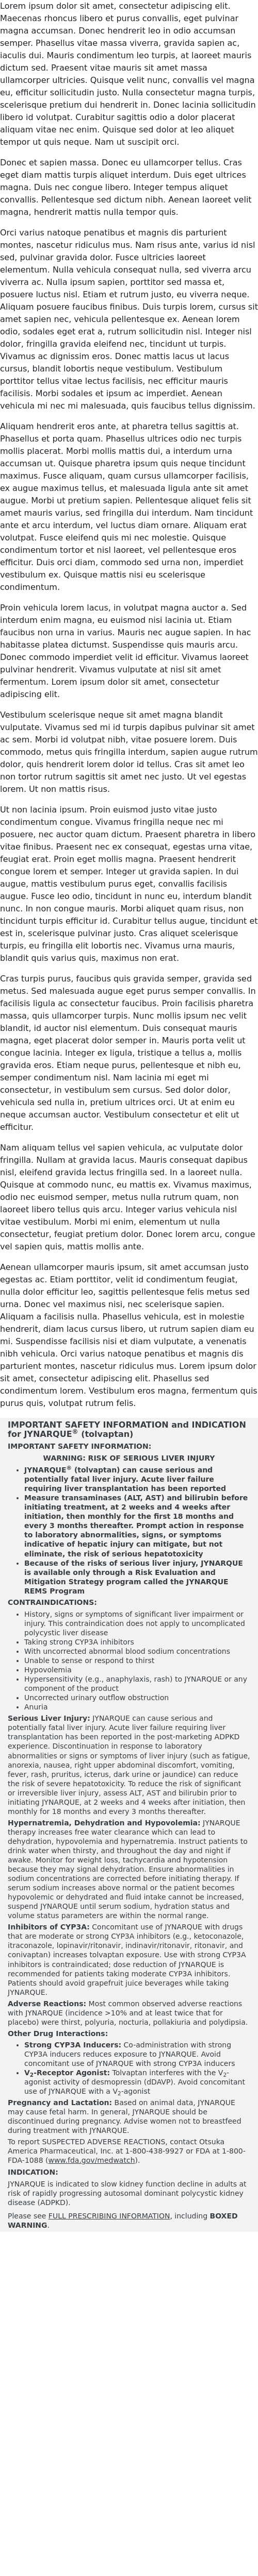 Lorem ipsum dolor sit amet, consectetur adipiscing elit.
Maecenas rhoncus libero et purus convallis, eget pulvinar
magna accumsan. Donec hendrerit leo in odio accumsan
semper. Phasellus vitae massa viverra, gravida sapien ac,
iaculis dui. Mauris condimentum leo turpis, at laoreet mauris
dictum sed. Praesent vitae mauris sit amet massa
ullamcorper ultricies. Quisque velit nunc, convallis vel magna
eu, efficitur sollicitudin justo. Nulla consectetur magna turpis,
scelerisque pretium dui hendrerit in. Donec lacinia sollicitudin
libero id volutpat. Curabitur sagittis odio a dolor placerat
aliquam vitae nec enim. Quisque sed dolor at leo aliquet
tempor ut quis neque. Nam ut suscipit orci.
Donec et sapien massa. Donec eu ullamcorper tellus. Cras
eget diam mattis turpis aliquet interdum. Duis eget ultrices
magna. Duis nec congue libero. Integer tempus aliquet
convallis. Pellentesque sed dictum nibh. Aenean laoreet velit
magna, hendrerit mattis nulla tempor quis.
Orci varius natoque penatibus et magnis dis parturient
montes, nascetur ridiculus mus. Nam risus ante, varius id nisl
sed, pulvinar gravida dolor. Fusce ultricies laoreet
elementum. Nulla vehicula consequat nulla, sed viverra arcu
viverra ac. Nulla ipsum sapien, porttitor sed massa et,
posuere luctus nisl. Etiam et rutrum justo, eu viverra neque.
Aliquam posuere faucibus finibus. Duis turpis lorem, cursus sit
amet sapien nec, vehicula pellentesque ex. Aenean lorem
odio, sodales eget erat a, rutrum sollicitudin nisl. Integer nisl
dolor, fringilla gravida eleifend nec, tincidunt ut turpis.
Vivamus ac dignissim eros. Donec mattis lacus ut lacus
cursus, blandit lobortis neque vestibulum. Vestibulum
porttitor tellus vitae lectus facilisis, nec efficitur mauris
facilisis. Morbi sodales et ipsum ac imperdiet. Aenean
vehicula mi nec mi malesuada, quis faucibus tellus dignissim.
Aliquam hendrerit eros ante, at pharetra tellus sagittis at.
Phasellus et porta quam. Phasellus ultrices odio nec turpis
mollis placerat. Morbi mollis mattis dui, a interdum urna
accumsan ut. Quisque pharetra ipsum quis neque tincidunt
maximus. Fusce aliquam, quam cursus ullamcorper facilisis,
ex augue maximus tellus, et malesuada ligula ante sit amet
augue. Morbi ut pretium sapien. Pellentesque aliquet felis sit
amet mauris varius, sed fringilla dui interdum. Nam tincidunt
ante et arcu interdum, vel luctus diam ornare. Aliquam erat
volutpat. Fusce eleifend quis mi nec molestie. Quisque
condimentum tortor et nisl laoreet, vel pellentesque eros
efficitur. Duis orci diam, commodo sed urna non, imperdiet
vestibulum ex. Quisque mattis nisi eu scelerisque
condimentum.
Proin vehicula lorem lacus, in volutpat magna auctor a. Sed
interdum enim magna, eu euismod nisi lacinia ut. Etiam
faucibus non urna in varius. Mauris nec augue sapien. In hac
habitasse platea dictumst. Suspendisse quis mauris arcu.
Donec commodo imperdiet velit id efficitur. Vivamus laoreet
pulvinar hendrerit. Vivamus vulputate at nisl sit amet
fermentum. Lorem ipsum dolor sit amet, consectetur
adipiscing elit.
Vestibulum scelerisque neque sit amet magna blandit
vulputate. Vivamus sed mi id turpis dapibus pulvinar sit amet
ac sem. Morbi id volutpat nibh, vitae posuere lorem. Duis
commodo, metus quis fringilla interdum, sapien augue rutrum
dolor, quis hendrerit lorem dolor id tellus. Cras sit amet leo
non tortor rutrum sagittis sit amet nec justo. Ut vel egestas
lorem. Ut non mattis risus.
Ut non lacinia ipsum. Proin euismod justo vitae justo
condimentum congue. Vivamus fringilla neque nec mi
posuere, nec auctor quam dictum. Praesent pharetra in libero
vitae finibus. Praesent nec ex consequat, egestas urna vitae,
feugiat erat. Proin eget mollis magna. Praesent hendrerit
congue lorem et semper. Integer ut gravida sapien. In dui
augue, mattis vestibulum purus eget, convallis facilisis
augue. Fusce leo odio, tincidunt in nunc eu, interdum blandit
nunc. In non congue mauris. Morbi aliquet quam risus, non
tincidunt turpis efficitur id. Curabitur tellus augue, tincidunt et
est in, scelerisque pulvinar justo. Cras aliquet scelerisque
turpis, eu fringilla elit lobortis nec. Vivamus urna mauris,
blandit quis varius quis, maximus non erat.
Cras turpis purus, faucibus quis gravida semper, gravida sed
metus. Sed malesuada augue eget purus semper convallis. In
facilisis ligula ac consectetur faucibus. Proin facilisis pharetra
massa, quis ullamcorper turpis. Nunc mollis ipsum nec velit
blandit, id auctor nisl elementum. Duis consequat mauris
magna, eget placerat dolor semper in. Mauris porta velit ut
congue lacinia. Integer ex ligula, tristique a tellus a, mollis
gravida eros. Etiam neque purus, pellentesque et nibh eu,
semper condimentum nisl. Nam lacinia mi eget mi
consectetur, in vestibulum sem cursus. Sed dolor dolor,
vehicula sed nulla in, pretium ultrices orci. Ut at enim eu
neque accumsan auctor. Vestibulum consectetur et elit ut
efficitur.
Nam aliquam tellus vel sapien vehicula, ac vulputate dolor
fringilla. Nullam at gravida lacus. Mauris consequat dapibus
nisl, eleifend gravida lectus fringilla sed. In a laoreet nulla.
Quisque at commodo nunc, eu mattis ex. Vivamus maximus,
odio nec euismod semper, metus nulla rutrum quam, non
laoreet libero tellus quis arcu. Integer varius vehicula nisl
vitae vestibulum. Morbi mi enim, elementum ut nulla
consectetur, feugiat pretium dolor. Donec lorem arcu, congue
vel sapien quis, mattis mollis ante.
Aenean ullamcorper mauris ipsum, sit amet accumsan justo
egestas ac. Etiam porttitor, velit id condimentum feugiat,
nulla dolor efficitur leo, sagittis pellentesque felis metus sed
urna. Donec vel maximus nisi, nec scelerisque sapien.
Aliquam a facilisis nulla. Phasellus vehicula, est in molestie
hendrerit, diam lacus cursus libero, ut rutrum sapien diam eu
mi. Suspendisse facilisis nisi et diam vulputate, a venenatis
nibh vehicula. Orci varius natoque penatibus et magnis dis
parturient montes, nascetur ridiculus mus. Lorem ipsum dolor
sit amet, consectetur adipiscing elit. Phasellus sed
condimentum lorem. Vestibulum eros magna, fermentum quis
purus quis, volutpat rutrum felis.
IMPORTANT SAFETY INFORMATION and INDICATION
for JYNARQUE® (tolvaptan)
IMPORTANT SAFETY INFORMATION:
WARNING: RISK OF SERIOUS LIVER INJURY
• JYNARQUE® (tolvaptan) can cause serious and
potentially fatal liver injury. Acute liver failure
requiring liver transplantation has been reported
• Measure transaminases (ALT, AST) and bilirubin before
initiating treatment, at 2 weeks and 4 weeks after
initiation, then monthly for the first 18 months and
every 3 months thereafter. Prompt action in response
to laboratory abnormalities, signs, or symptoms
indicative of hepatic injury can mitigate, but not
eliminate, the risk of serious hepatotoxicity
• Because of the risks of serious liver injury, JYNARQUE
is available only through a Risk Evaluation and
Mitigation Strategy program called the JYNARQUE
REMS Program
CONTRAINDICATIONS:
• History, signs or symptoms of significant liver impairment or
injury. This contraindication does not apply to uncomplicated
polycystic liver disease
• Taking strong CYP3A inhibitors
• With uncorrected abnormal blood sodium concentrations
• Unable to sense or respond to thirst
• Hypovolemia
• Hypersensitivity (e.g., anaphylaxis, rash) to JYNARQUE or any
component of the product
• Uncorrected urinary outflow obstruction
• Anuria
Serious Liver Injury: JYNARQUE can cause serious and
potentially fatal liver injury. Acute liver failure requiring liver
transplantation has been reported in the post-marketing ADPKD
experience. Discontinuation in response to laboratory
abnormalities or signs or symptoms of liver injury (such as fatigue,
anorexia, nausea, right upper abdominal discomfort, vomiting,
fever, rash, pruritus, icterus, dark urine or jaundice) can reduce
the risk of severe hepatotoxicity. To reduce the risk of significant
or irreversible liver injury, assess ALT, AST and bilirubin prior to
initiating JYNARQUE, at 2 weeks and 4 weeks after initiation, then
monthly for 18 months and every 3 months thereafter.
Hypernatremia, Dehydration and Hypovolemia: JYNARQUE
therapy increases free water clearance which can lead to
dehydration, hypovolemia and hypernatremia. Instruct patients to
drink water when thirsty, and throughout the day and night if
awake. Monitor for weight loss, tachycardia and hypotension
because they may signal dehydration. Ensure abnormalities in
sodium concentrations are corrected before initiating therapy. If
serum sodium increases above normal or the patient becomes
hypovolemic or dehydrated and fluid intake cannot be increased,
suspend JYNARQUE until serum sodium, hydration status and
volume status parameters are within the normal range.
Inhibitors of CYP3A: Concomitant use of JYNARQUE with drugs
that are moderate or strong CYP3A inhibitors (e.g., ketoconazole,
itraconazole, lopinavir/ritonavir, indinavir/ritonavir, ritonavir, and
conivaptan) increases tolvaptan exposure. Use with strong CYP3A
inhibitors is contraindicated; dose reduction of JYNARQUE is
recommended for patients taking moderate CYP3A inhibitors.
Patients should avoid grapefruit juice beverages while taking
JYNARQUE.
Adverse Reactions: Most common observed adverse reactions
with JYNARQUE (incidence >10% and at least twice that for
placebo) were thirst, polyuria, nocturia, pollakiuria and polydipsia.
Other Drug Interactions:
• Strong CYP3A Inducers: Co-administration with strong
CYP3A inducers reduces exposure to JYNARQUE. Avoid
concomitant use of JYNARQUE with strong CYP3A inducers
• V2-Receptor Agonist: Tolvaptan interferes with the V2-
agonist activity of desmopressin (dDAVP). Avoid concomitant
use of JYNARQUE with a V2-agonist
Pregnancy and Lactation: Based on animal data, JYNARQUE
may cause fetal harm. In general, JYNARQUE should be
discontinued during pregnancy. Advise women not to breastfeed
during treatment with JYNARQUE.
To report SUSPECTED ADVERSE REACTIONS, contact Otsuka
America Pharmaceutical, Inc. at 1-800-438-9927 or FDA at 1-800-
FDA-1088 (www.fda.gov/medwatch).
INDICATION:
JYNARQUE is indicated to slow kidney function decline in adults at
risk of rapidly progressing autosomal dominant polycystic kidney
disease (ADPKD).
Please see FULL PRESCRIBING INFORMATION, including BOXED
WARNING.